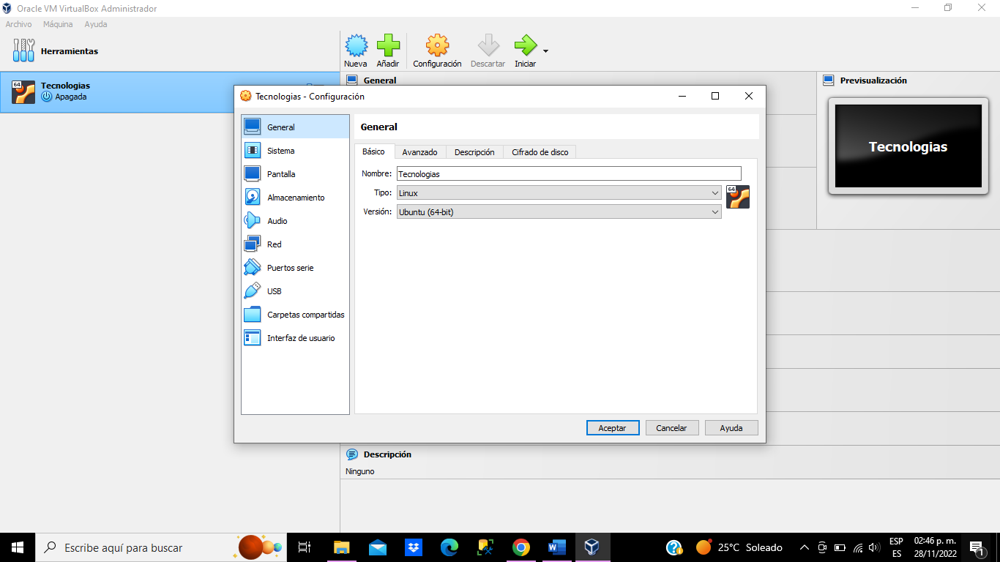 Oracle VM VirtualBox Administrador
Archivo Máquina Ayuda
Herramientas
Nueva Añadir Configuración Descartar Iniciar
64
Tecnologias
Apagada
General
Previsualización
Tecnologias
Tecnologias - Configuración
General
Sistema
Pantalla
Almacenamiento
Audio
Red
Puertos serie
USB
Carpetas compartidas
Interfaz de usuario
General
Básico Avanzado Descripción Cifrado de disco
Nombre: Tecnologias
Tipo: Linux
64
Versión: Ubuntu (64-bit)
Aceptar Cancelar Ayuda
Descripción
Ninguno
Escribe aquí para buscar
25°C Soleado
ESP
ES
02:46 p. m.
28/11/2022
1